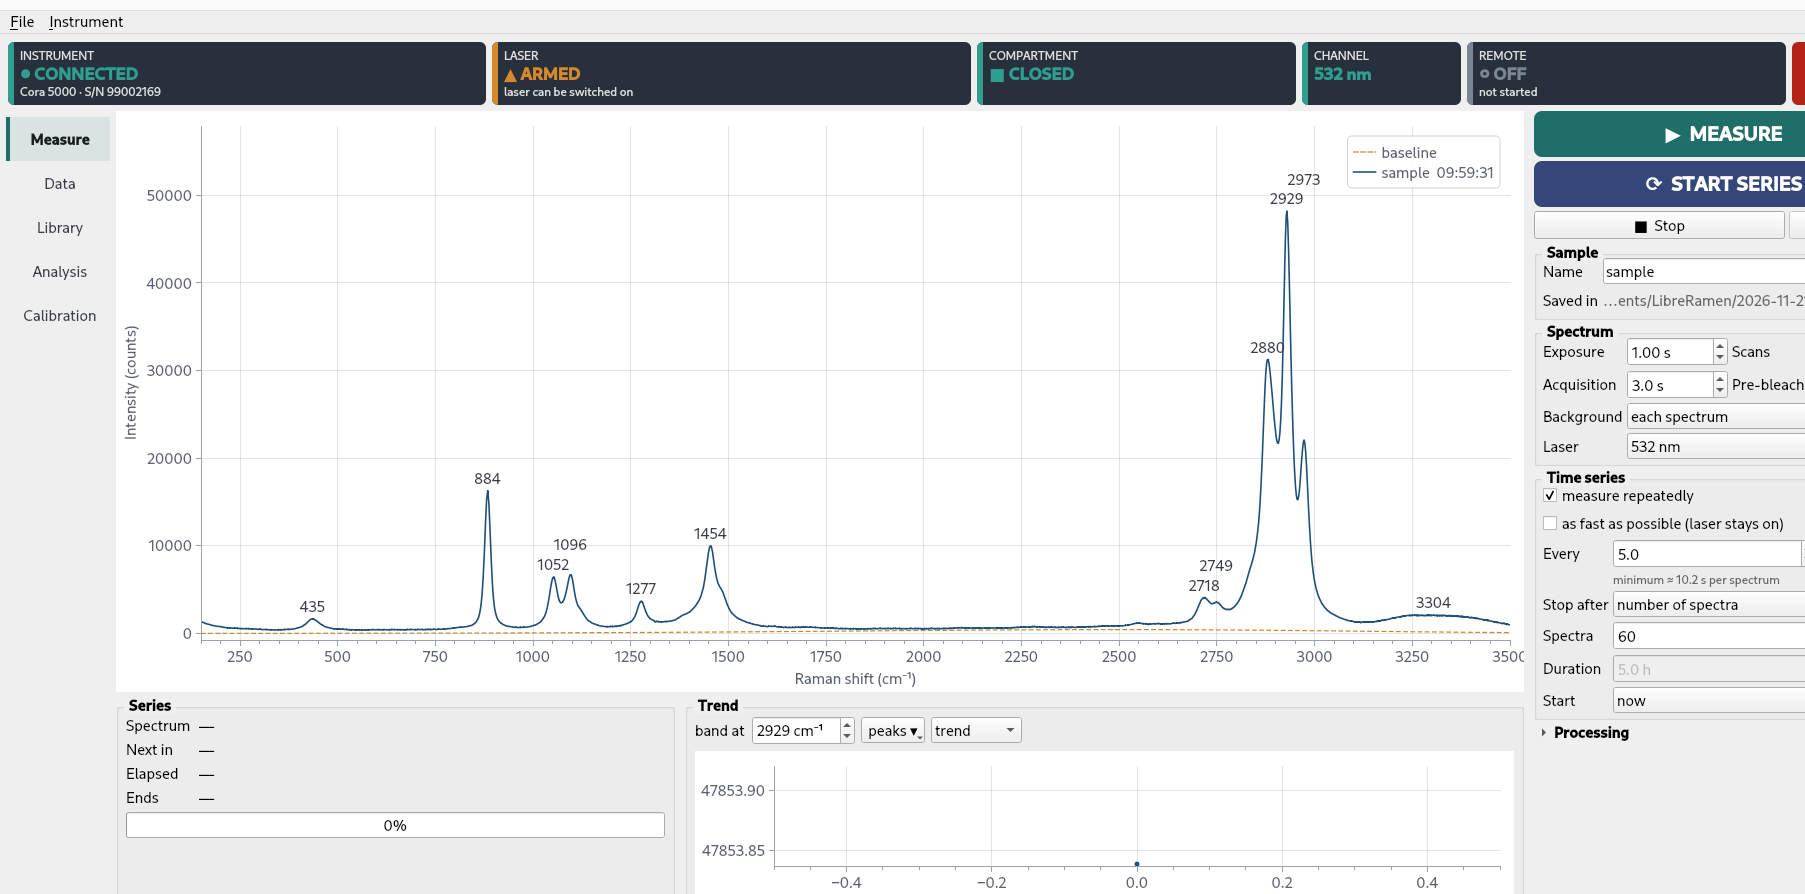 File Instrument
INSTRUMENT
● CONNECTED
Cora 5000 · S/N 99002169
LASER
▲ ARMED
laser can be switched on
COMPARTMENT
■ CLOSED
CHANNEL
532 nm
REMOTE
○ OFF
not started
Measure
Data
Library
Analysis
Calibration
Intensity (counts)
50000
40000
30000
20000
10000
0
435
884
1052
1096
1277
1454
2718
2749
2880
2929
2973
3304
baseline
sample 09:59:31
250 500 750 1000 1250 1500 1750 2000 2250 2500 2750 3000 3250 3500
Raman shift (cm⁻¹)
▶ MEASURE
⟳ START SERIES
■ Stop
Sample
Name sample
Saved in …ents/LibreRamen/2026-11-2
Spectrum
Exposure 1.00 s Scans
Acquisition 3.0 s Pre-bleach
Background each spectrum
Laser 532 nm
Time series
measure repeatedly
as fast as possible (laser stays on)
Every 5.0
minimum ≈ 10.2 s per spectrum
Stop after number of spectra
Spectra 60
Duration 5.0 h
Start now
Processing
Series
Spectrum —
Next in —
Elapsed —
Ends —
0%
Trend
band at 2929 cm⁻¹ peaks ▾ trend
47853.90
47853.85
−0.4 −0.2 0.0 0.2 0.4